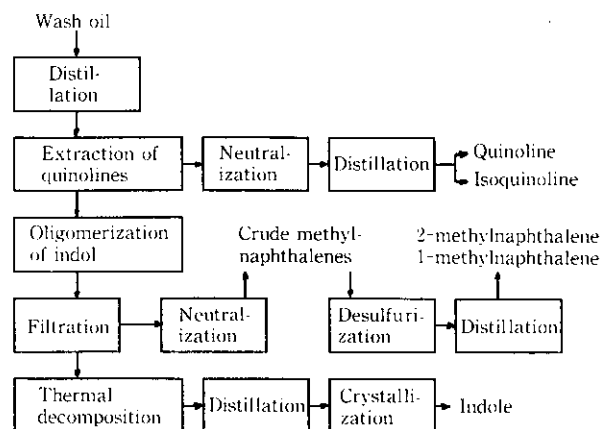 Wash oil
Distil-
lation
Extraction of
quinolines
Neutral-
ization
Distillation
Quinoline
Isoquinoline
Oligomerization
of indol
Crude methyl-
naphthalenes
2-methylnaphthalene
1-methylnaphthalene
Filtration
Neutral-
ization
Desulfuri-
zation
Distillation
Thermal
decomposition
Distillation
Crystalli-
zation
Indole